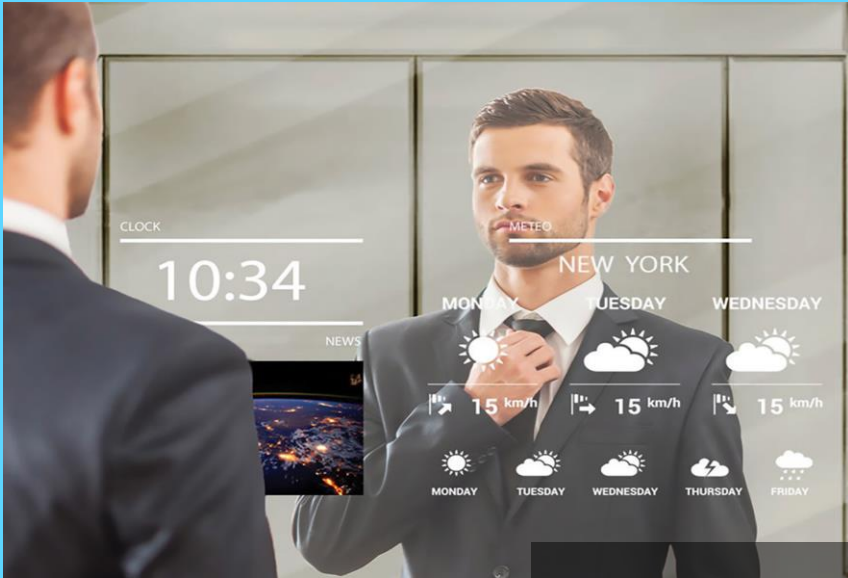 CLOCK
10:34
NEWS
METEO
NEW YORK
MONDAY TUESDAY WEDNESDAY
15 km/h 15 km/h 15 km/h
MONDAY TUESDAY WEDNESDAY THURSDAY FRIDAY